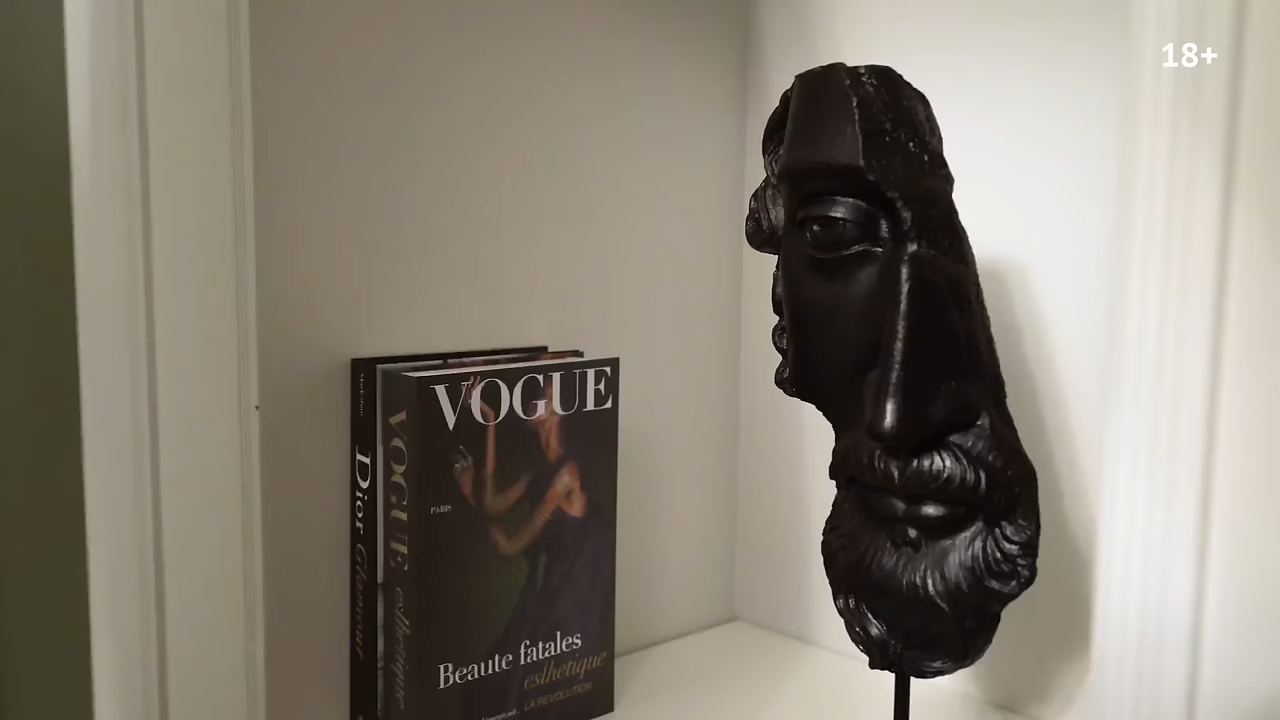 18+
Dior Glamour
VOGUE esthetique
VOGUE
PARIS
Beaute fatales
esthetique
LA REVOLUTION